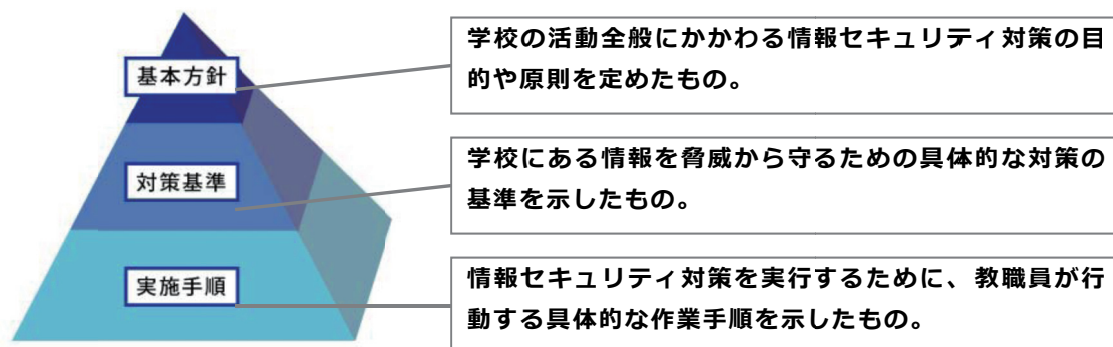 基本方針
学校の活動全般にかかわる情報セキュリティ対策の目
的や原則を定めたもの。
対策基準
学校にある情報を脅威から守るための具体的な対策の
基準を示したもの。
実施手順
情報セキュリティ対策を実行するために、教職員が行
動する具体的な作業手順を示したもの。